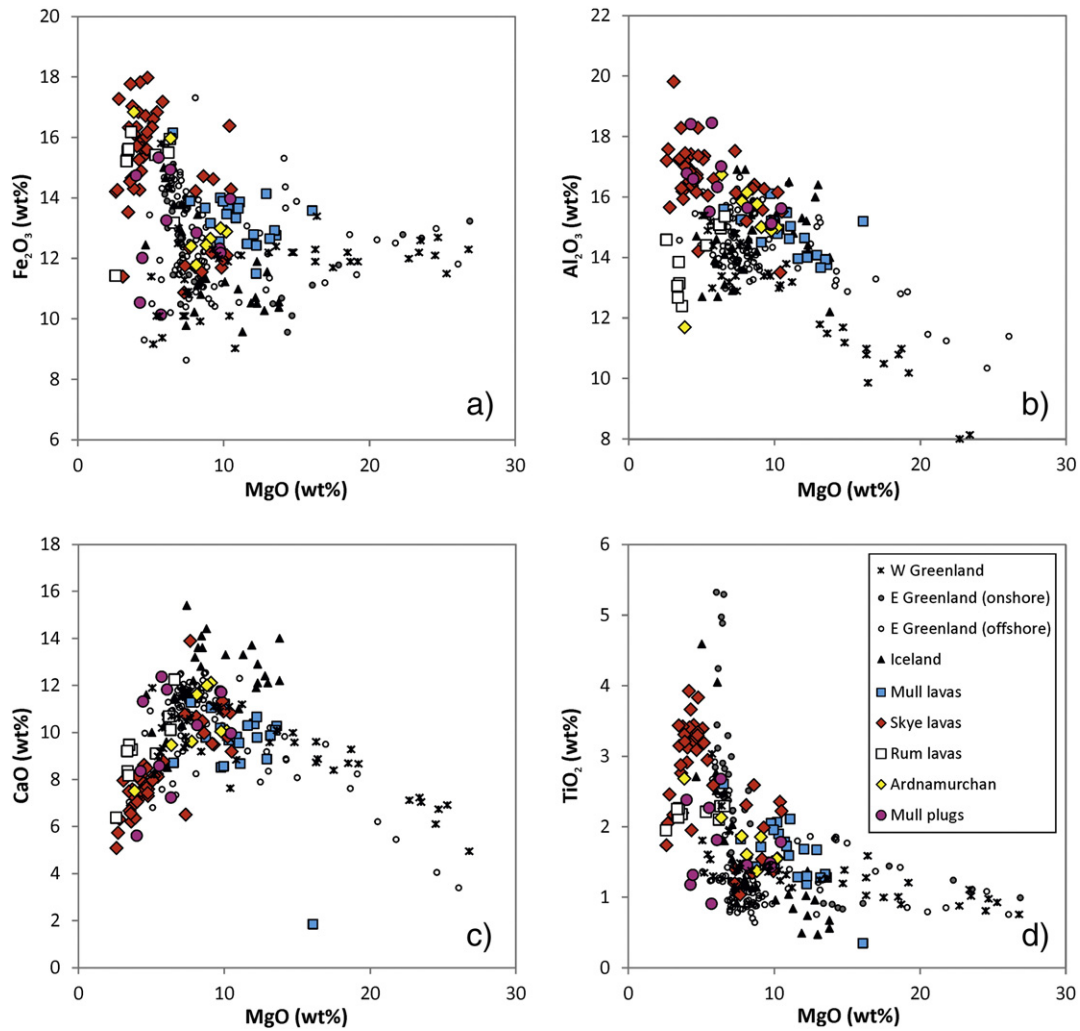 20
18
16
14
12
10
8
6
Fe₂O₃ (wt%)
0
10
20
30
MgO (wt%)
a)
22
20
18
16
14
12
10
8
Al₂O₃ (wt%)
0
10
20
30
MgO (wt%)
b)
18
16
14
12
10
8
6
4
2
0
CaO (wt%)
0
10
20
30
MgO (wt%)
c)
6
5
4
3
2
1
0
TiO₂ (wt%)
0
10
20
30
MgO (wt%)
W Greenland
E Greenland (onshore)
E Greenland (offshore)
Iceland
Mull lavas
Skye lavas
Rum lavas
Ardnamurchan
Mull plugs
d)